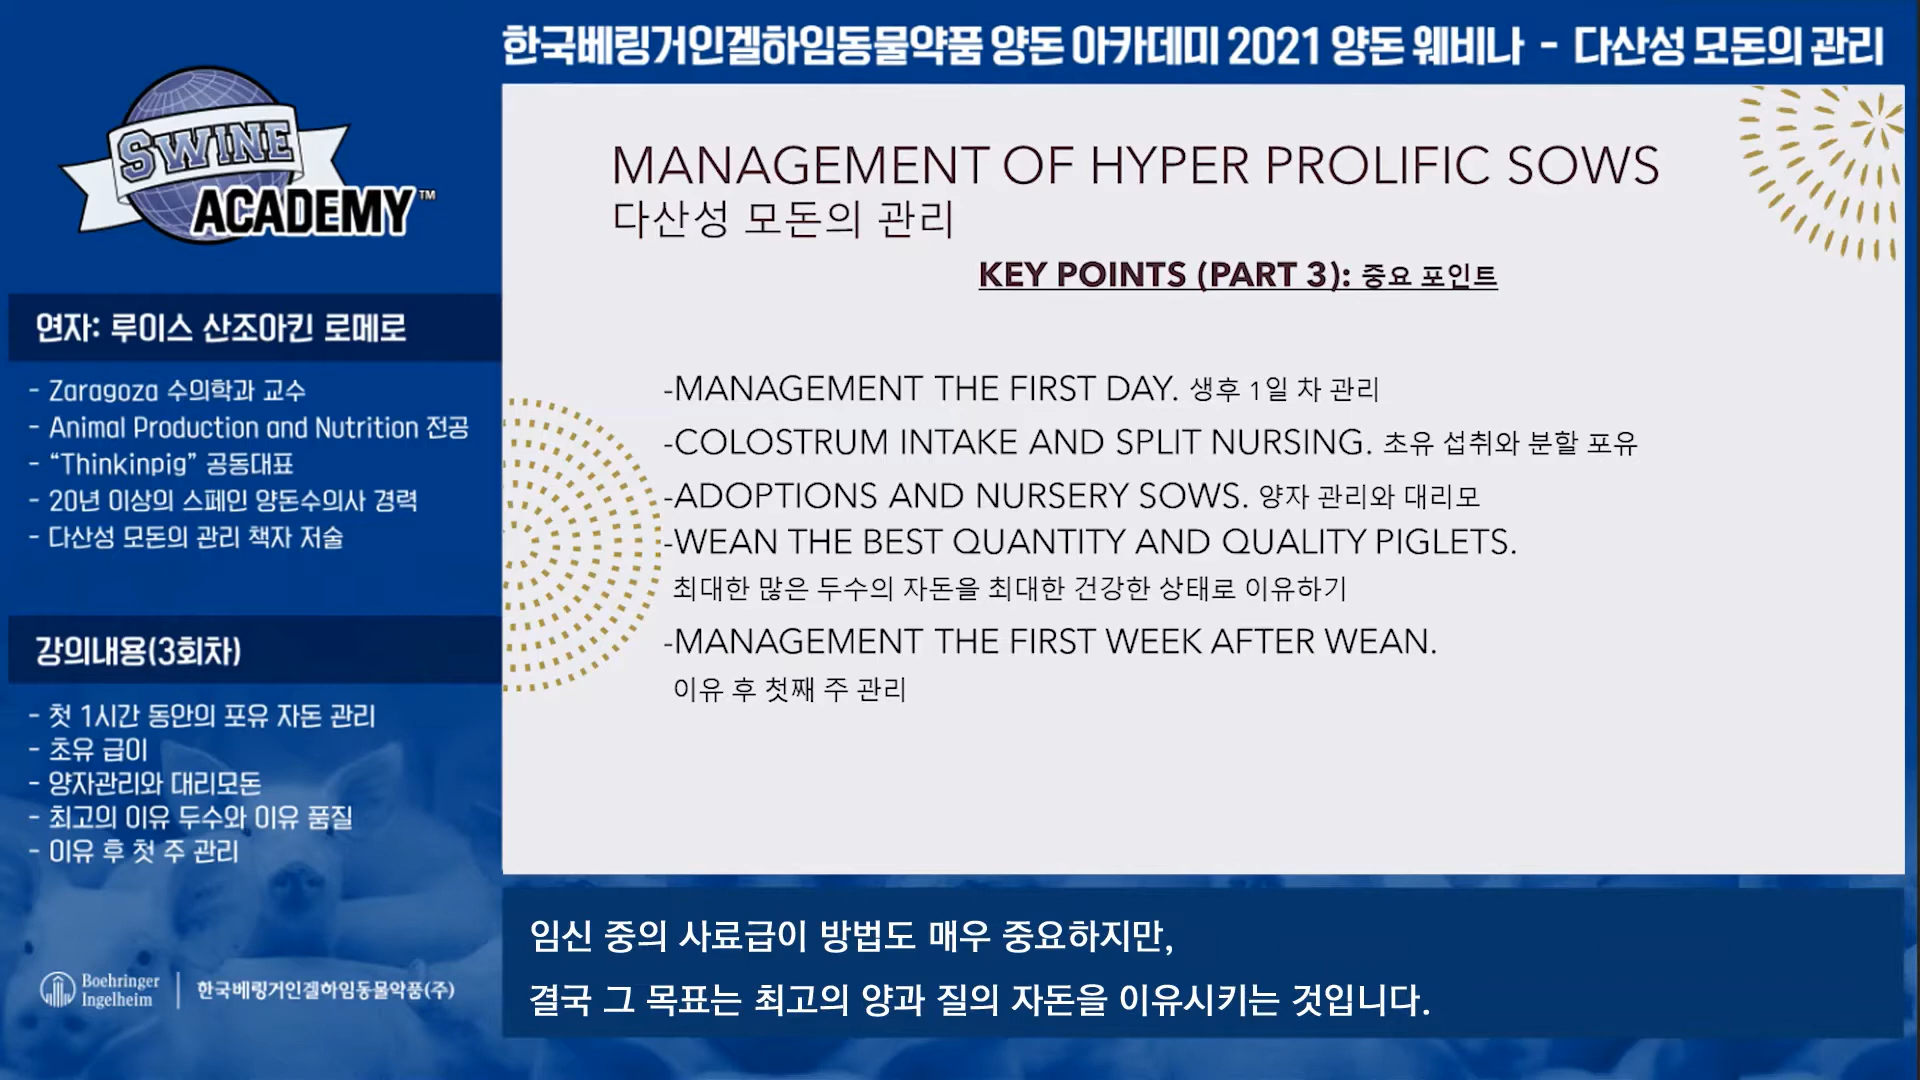 한국베링거인겔하임동물약품 양돈 아카데미 2021 양돈 웨비나 - 다산성 모돈의 관리
SWINE
ACADEMY™
연자: 루이스 산조아킨 로메로
- Zaragoza 수의학과 교수
- Animal Production and Nutrition 전공
- “Thinkinpig” 공동대표
- 20년 이상의 스페인 양돈수의사 경력
- 다산성 모돈의 관리 책자 저술
강의내용(3회차)
- 첫 1시간 동안의 포유 자돈 관리
- 초유 급이
- 양자관리와 대리모돈
- 최고의 이유 두수와 이유 품질
- 이유 후 첫 주 관리
Boehringer
Ingelheim
한국베링거인겔하임동물약품(주)
MANAGEMENT OF HYPER PROLIFIC SOWS
다산성 모돈의 관리
KEY POINTS (PART 3): 중요 포인트
-MANAGEMENT THE FIRST DAY. 생후 1일 차 관리
-COLOSTRUM INTAKE AND SPLIT NURSING. 초유 섭취와 분할 포유
-ADOPTIONS AND NURSERY SOWS. 양자 관리와 대리모
-WEAN THE BEST QUANTITY AND QUALITY PIGLETS.
최대한 많은 두수의 자돈을 최대한 건강한 상태로 이유하기
-MANAGEMENT THE FIRST WEEK AFTER WEAN.
이유 후 첫째 주 관리
임신 중의 사료급이 방법도 매우 중요하지만,
결국 그 목표는 최고의 양과 질의 자돈을 이유시키는 것입니다.